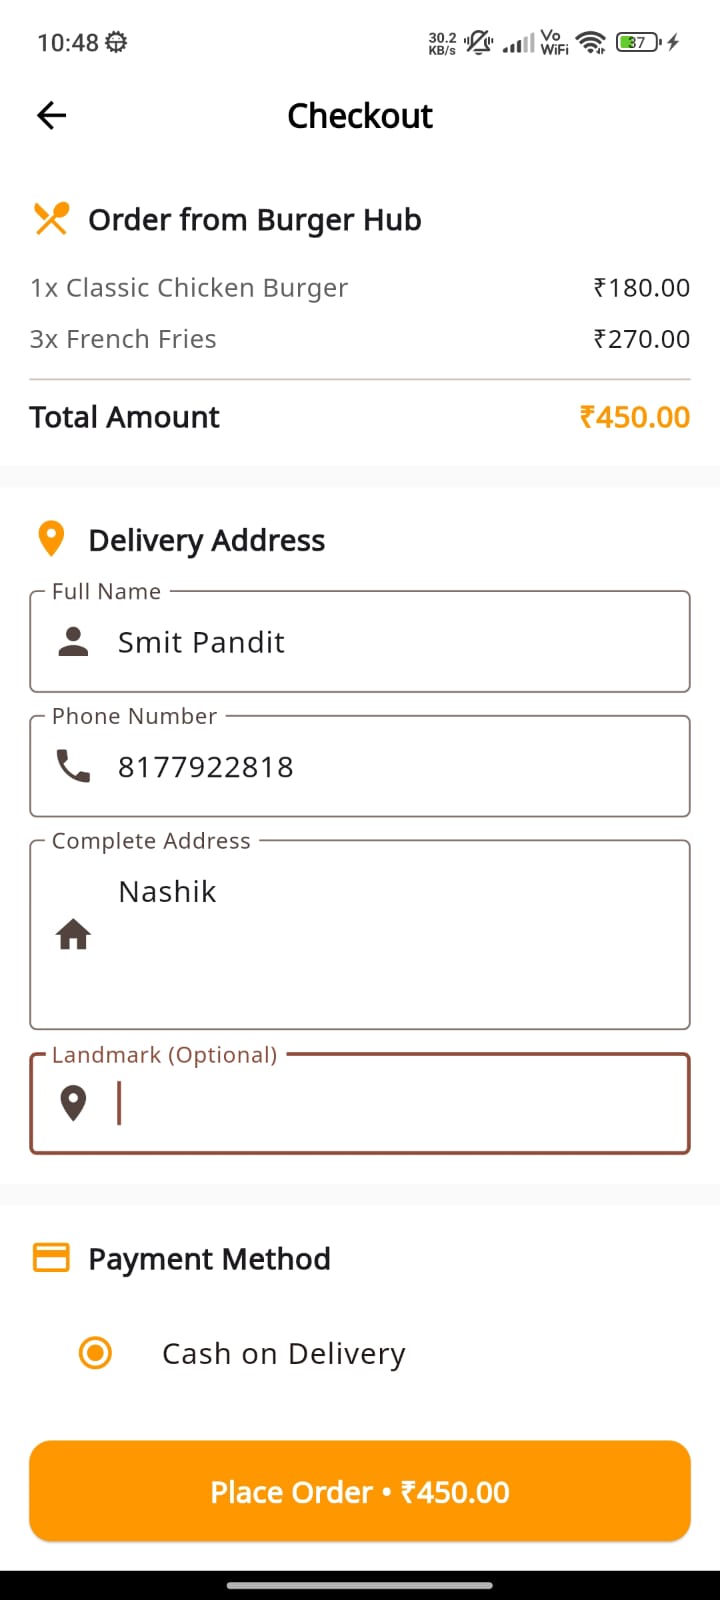 10:48
30.2 KB/s Vo WiFi 37
Checkout
Order from Burger Hub
1x Classic Chicken Burger ₹180.00
3x French Fries ₹270.00
Total Amount ₹450.00
Delivery Address
Full Name
Smit Pandit
Phone Number
8177922818
Complete Address
Nashik
Landmark (Optional)
Payment Method
Cash on Delivery
Place Order • ₹450.00